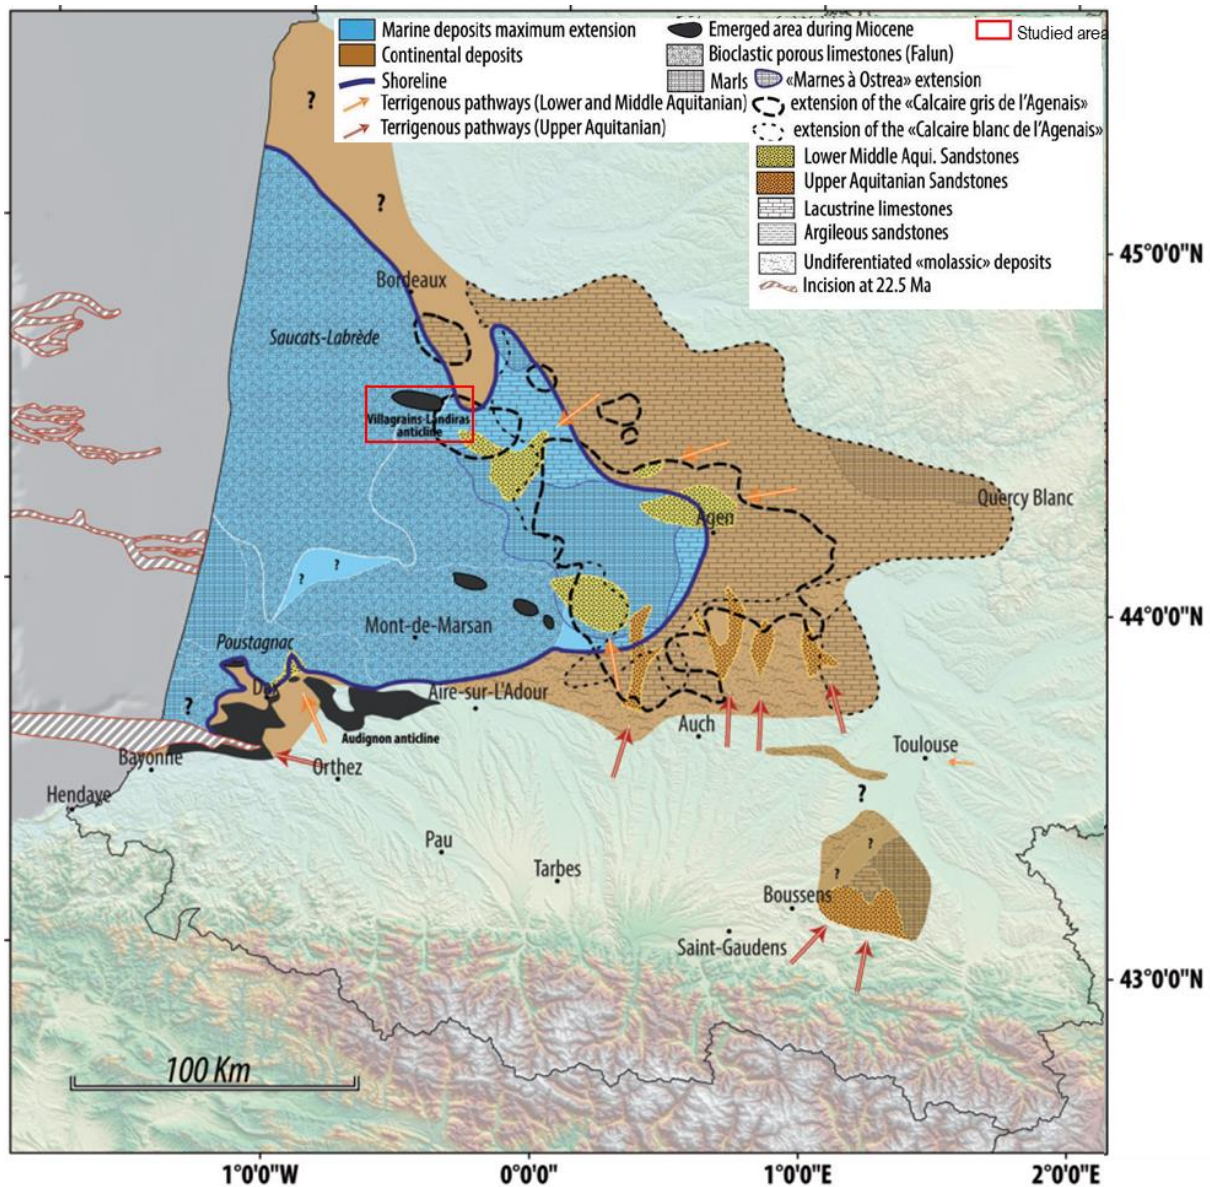 Marine deposits maximum extension
Continental deposits
Shoreline
Terrigenous pathways (Lower and Middle Aquitanian)
Terrigenous pathways (Upper Aquitanian)
Emerged area during Miocene
Studied area
Bioclastic porous limestones (Falun)
Marls
«Marnes à Ostrea» extension
extension of the «Calcaire gris de l'Agenais»
extension of the «Calcaire blanc de l'Agenais»
Lower Middle Aqui. Sandstones
Upper Aquitanian Sandstones
Lacustrine limestones
Argileous sandstones
Undiferentiated «molassic» deposits
Incision at 22.5 Ma
?
?
Bordeaux
Saucats-Labrède
Villagrains-Landiras
anticline
Quercy Blanc
Agen
? ?
Mont-de-Marsan
Poustagnac
Dax
?
Aire-sur-L'Adour
Audignon anticline
Auch
Toulouse
Bayonne
Orthez
Hendaye
?
Pau
Tarbes
?
?
Boussens
Saint-Gaudens
100 Km
45°0'0"N
44°0'0"N
43°0'0"N
1°0'0"W
0°0'0"
1°0'0"E
2°0'0"E